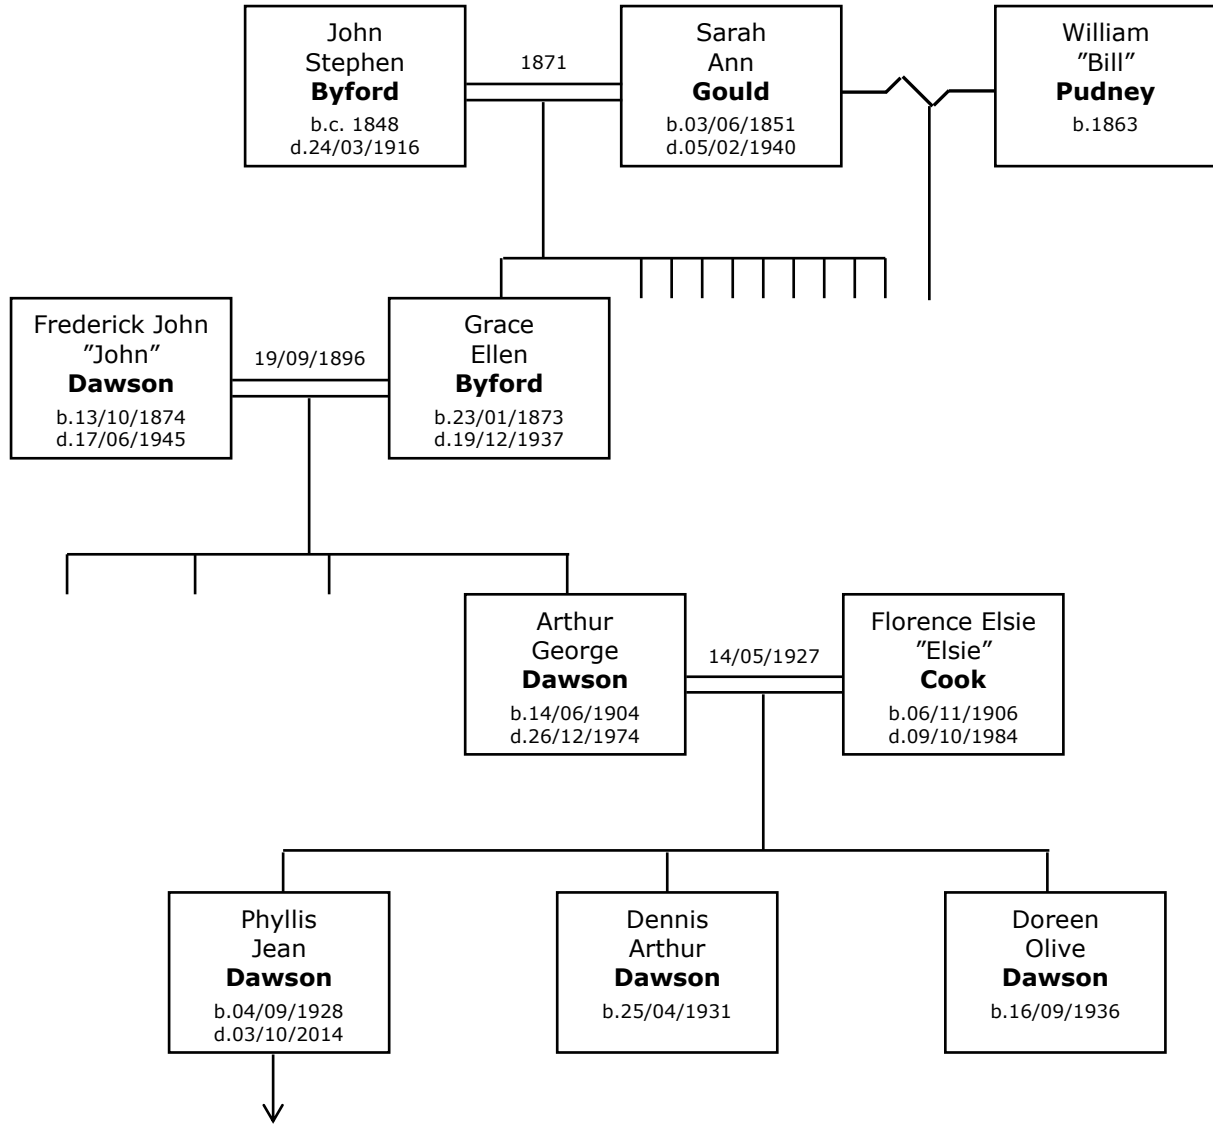 John
Stephen
Byford
b.c. 1848
d.24/03/1916
1871
Sarah
Ann
Gould
b.03/06/1851
d.05/02/1940
William
”Bill”
Pudney
b.1863
Frederick John
”John”
Dawson
b.13/10/1874
d.17/06/1945
19/09/1896
Grace
Ellen
Byford
b.23/01/1873
d.19/12/1937
Arthur
George
Dawson
b.14/06/1904
d.26/12/1974
14/05/1927
Florence Elsie
”Elsie”
Cook
b.06/11/1906
d.09/10/1984
Phyllis
Jean
Dawson
b.04/09/1928
d.03/10/2014
Dennis
Arthur
Dawson
b.25/04/1931
Doreen
Olive
Dawson
b.16/09/1936